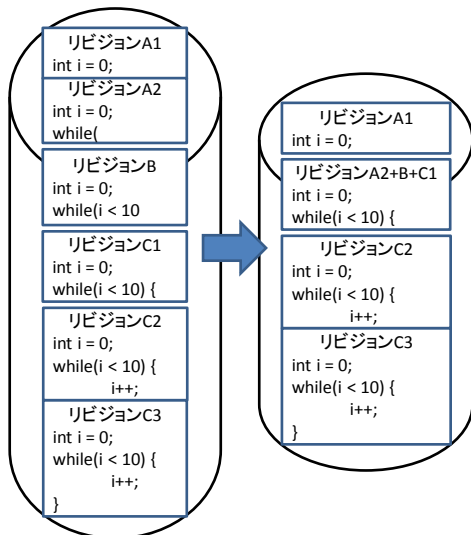 リビジョンA1
int i = 0;
リビジョンA2
int i = 0;
while(
リビジョンB
int i = 0;
while(i < 10
リビジョンC1
int i = 0;
while(i < 10) {
リビジョンC2
int i = 0;
while(i < 10) {
i++;
リビジョンC3
int i = 0;
while(i < 10) {
i++;
}
リビジョンA1
int i = 0;
リビジョンA2+B+C1
int i = 0;
while(i < 10) {
リビジョンC2
int i = 0;
while(i < 10) {
i++;
リビジョンC3
int i = 0;
while(i < 10) {
i++;
}